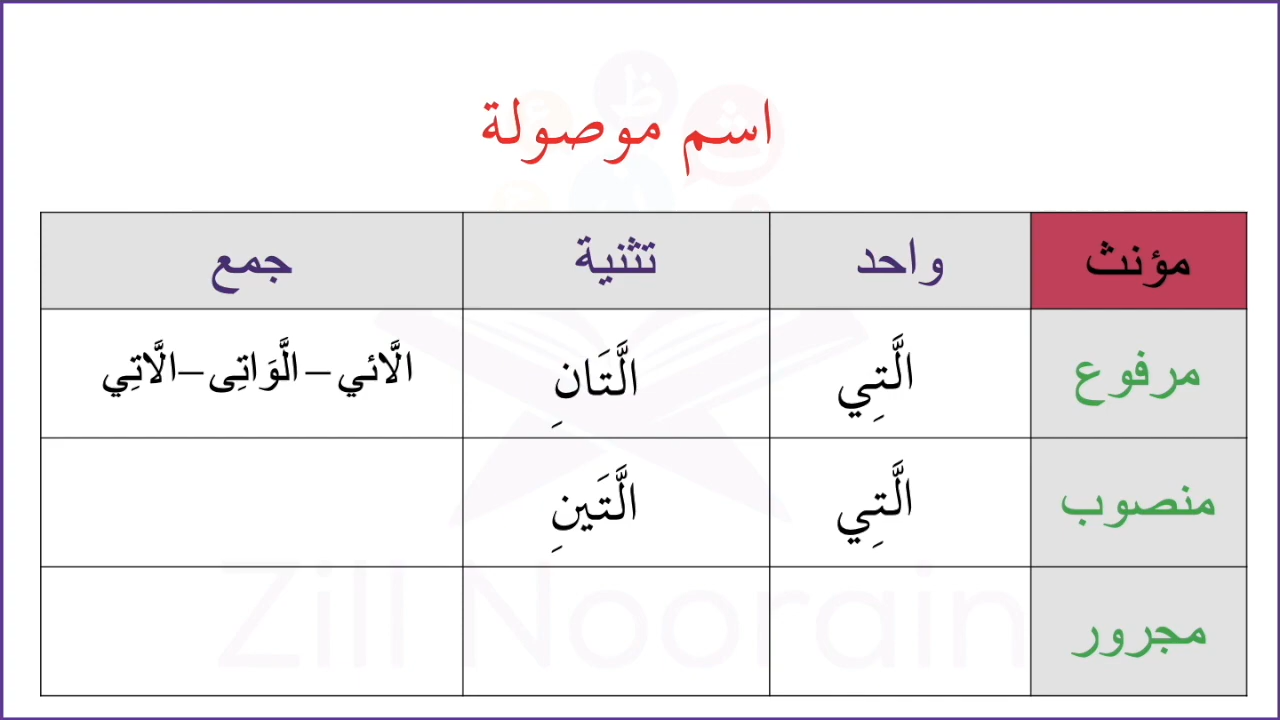 اسم موصولة
مؤنث واحد تثنية جمع
مرفوع الَّتِي الَّتَانِ الَّائي – الَّوَاتِى – الَّاتِي
منصوب الَّتِي الَّتَينِ
مجرور
Zill Noorain